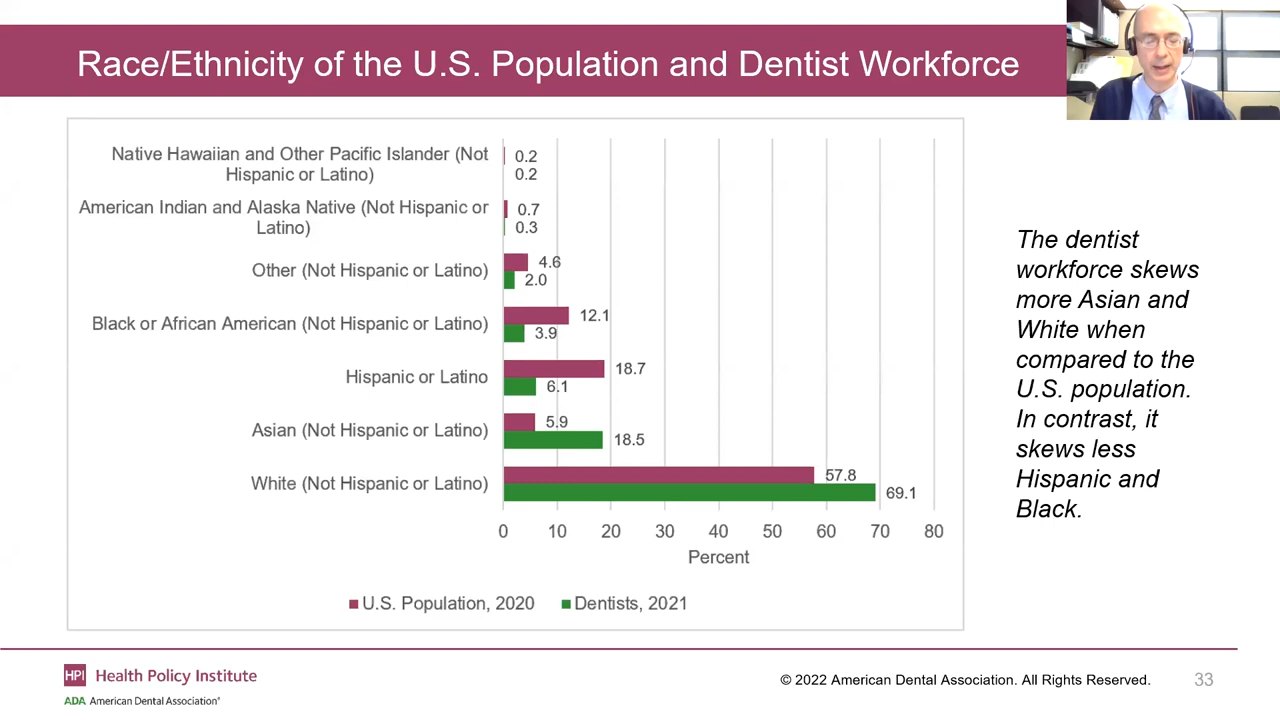 Race/Ethnicity of the U.S. Population and Dentist Workforce
Native Hawaiian and Other Pacific Islander (Not
Hispanic or Latino)
0.2
0.2
American Indian and Alaska Native (Not Hispanic or
Latino)
0.7
0.3
Other (Not Hispanic or Latino)
4.6
2.0
Black or African American (Not Hispanic or Latino)
12.1
3.9
Hispanic or Latino
18.7
6.1
Asian (Not Hispanic or Latino)
5.9
18.5
White (Not Hispanic or Latino)
57.8
69.1
0 10 20 30 40 50 60 70 80
Percent
U.S. Population, 2020 Dentists, 2021
The dentist
workforce skews
more Asian and
White when
compared to the
U.S. population.
In contrast, it
skews less
Hispanic and
Black.
HPI Health Policy Institute
ADA American Dental Association®
© 2022 American Dental Association. All Rights Reserved.
33